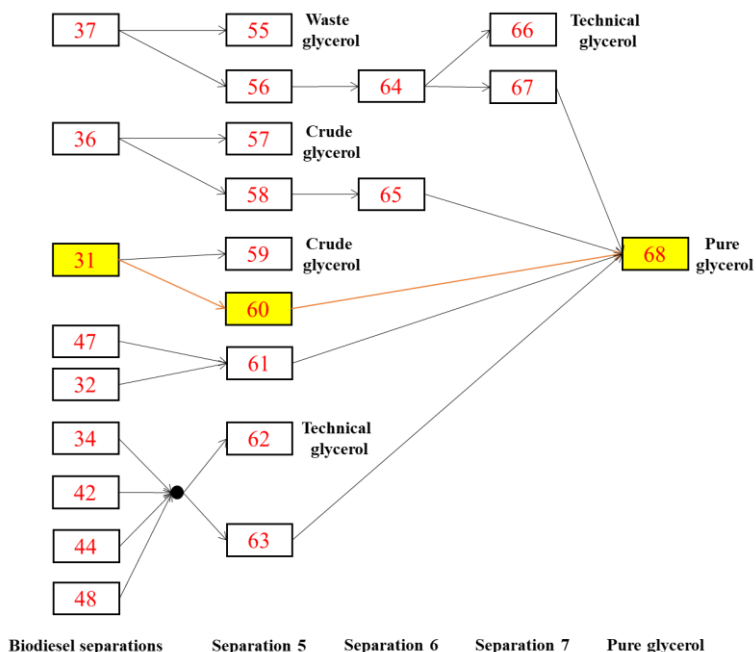 37
55
Waste
glycerol
66
Technical
glycerol
56
64
67
36
57
Crude
glycerol
58
65
31
59
Crude
glycerol
68
Pure
glycerol
60
47
61
32
34
62
Technical
glycerol
42
44
63
48
Biodiesel separations
Separation 5
Separation 6
Separation 7
Pure glycerol